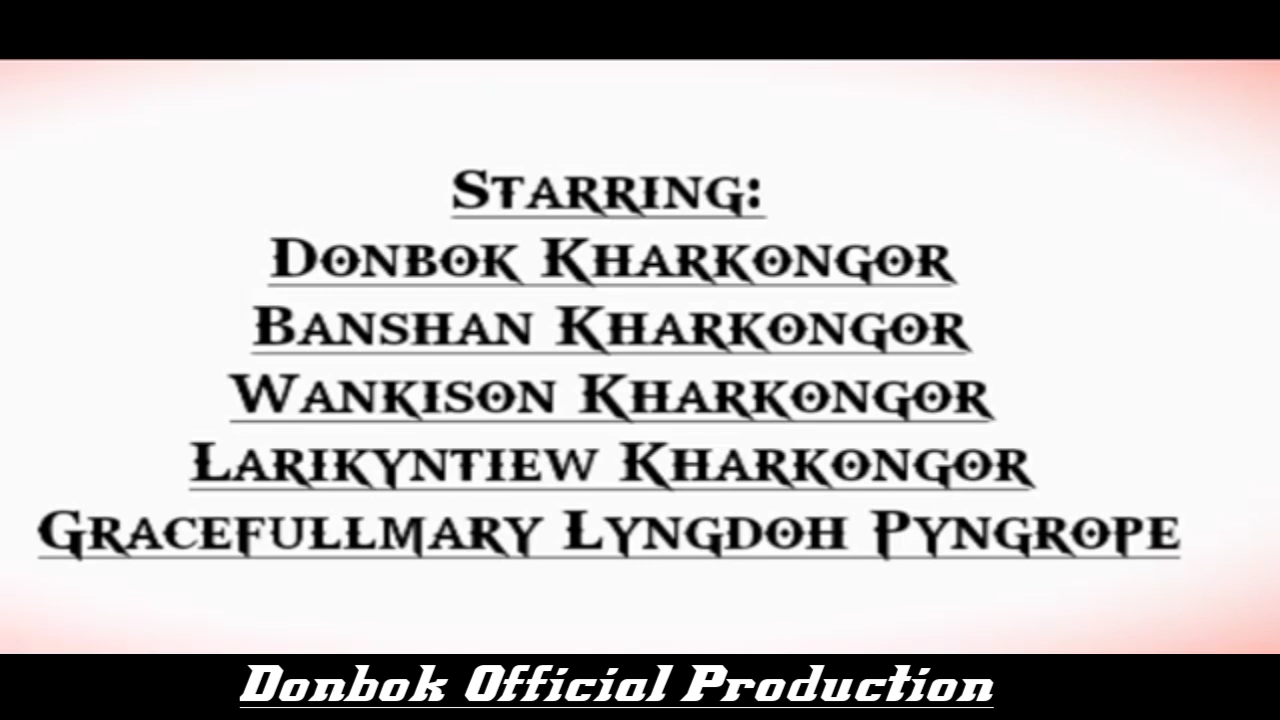 Starring:
Donbok Kharkongor
Banshan Kharkongor
Wankison Kharkongor
Larikyntiew Kharkongor
Gracefullmary Lyngdoh Pyngrope
Donbok Official Production